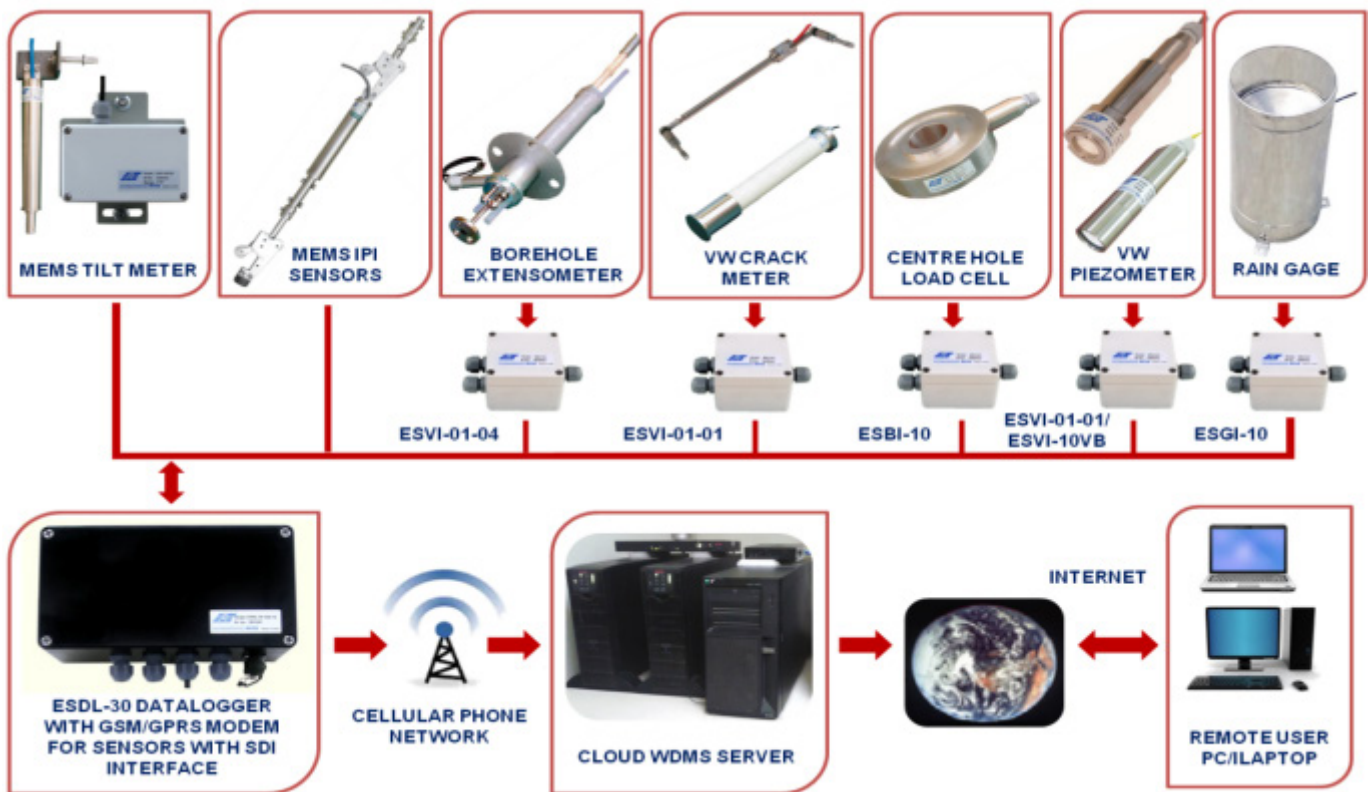 MEMS TILT METER
MEMS IPI
SENSORS
BOREHOLE
EXTENSOMETER
VW CRACK
METER
CENTRE HOLE
LOAD CELL
VW
PIEZOMETER
RAIN GAGE
ESVI-01-04
ESVI-01-01
ESBI-10
ESVI-01-01/
ESVI-10VB
ESGI-10
ESDL-30 DATALOGGER
WITH GSM/GPRS MODEM
FOR SENSORS WITH SDI
INTERFACE
CELLULAR PHONE
NETWORK
CLOUD WDMS SERVER
INTERNET
REMOTE USER
PC/ILAPTOP